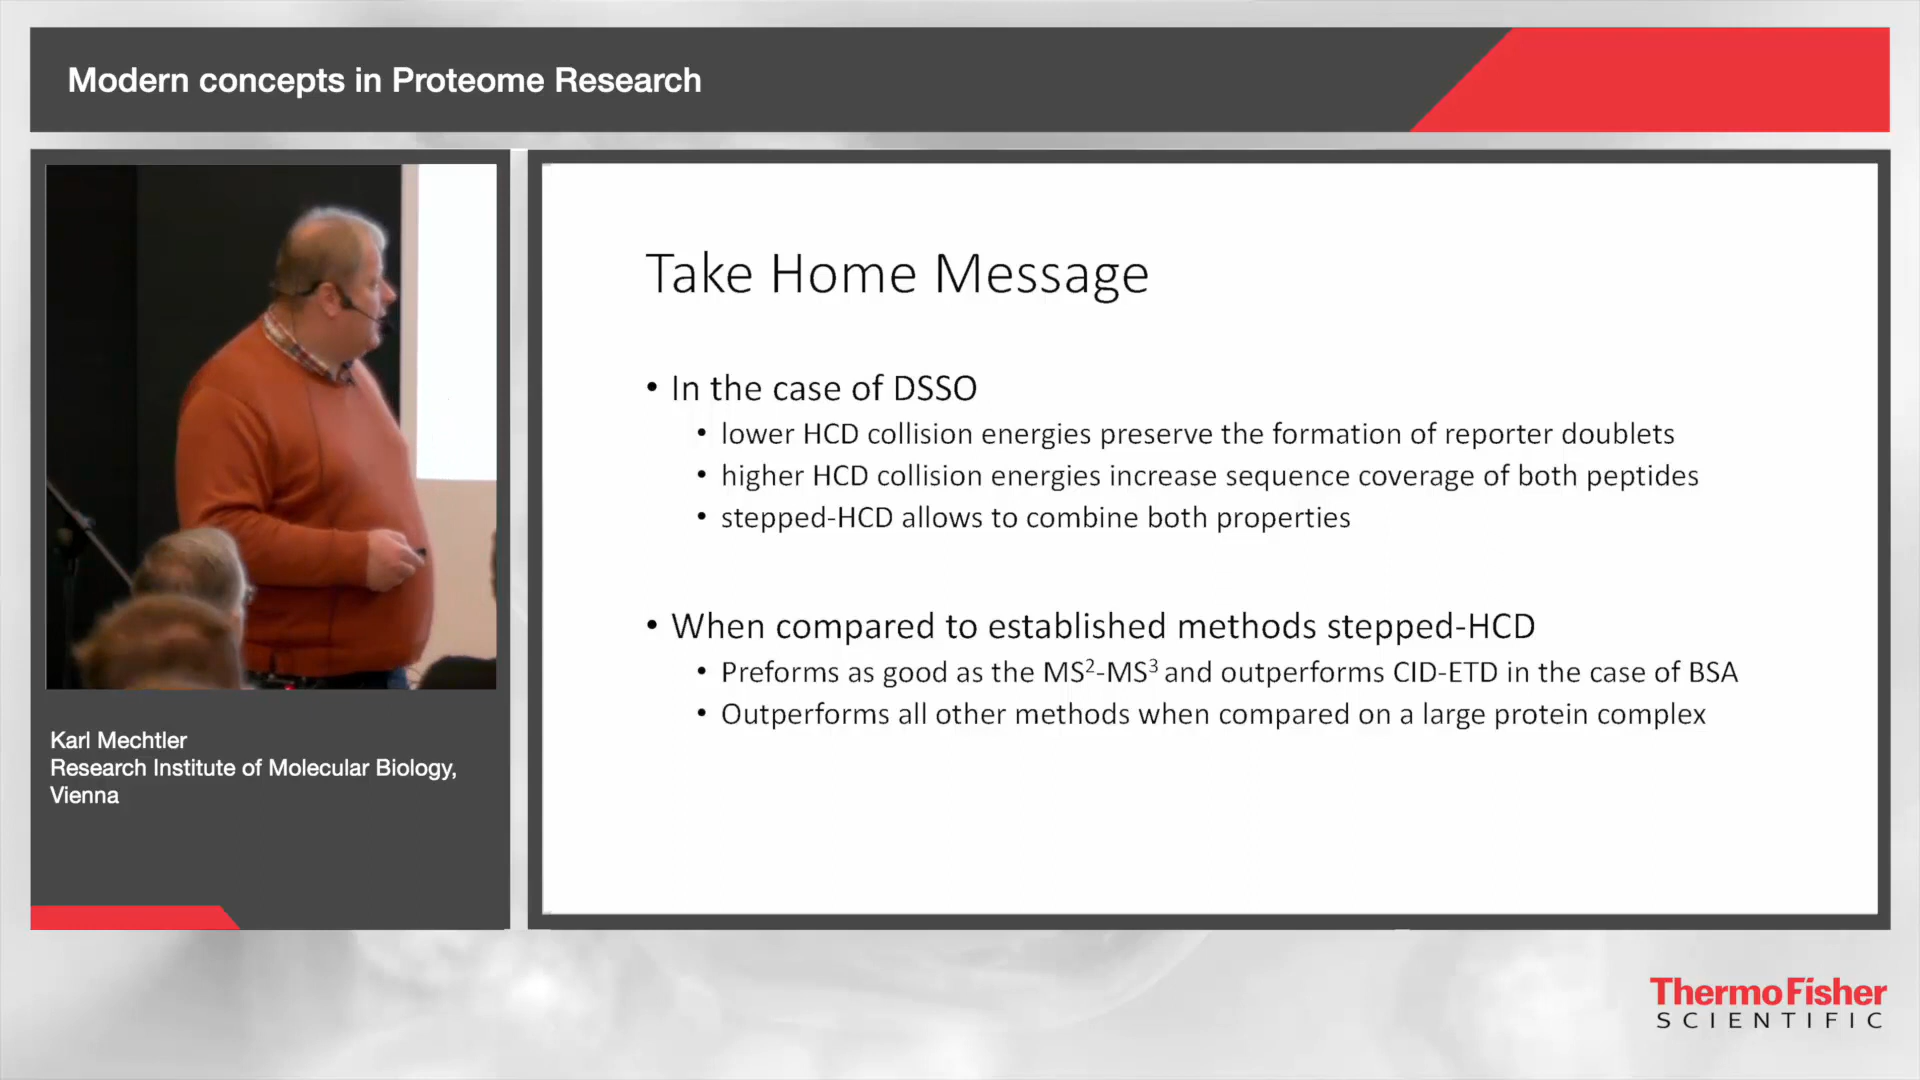 Modern concepts in Proteome Research
Karl Mechtler
Research Institute of Molecular Biology,
Vienna
Take Home Message
• In the case of DSSO
• lower HCD collision energies preserve the formation of reporter doublets
• higher HCD collision energies increase sequence coverage of both peptides
• stepped-HCD allows to combine both properties
• When compared to established methods stepped-HCD
• Preforms as good as the MS²-MS³ and outperforms CID-ETD in the case of BSA
• Outperforms all other methods when compared on a large protein complex
ThermoFisher
SCIENTIFIC